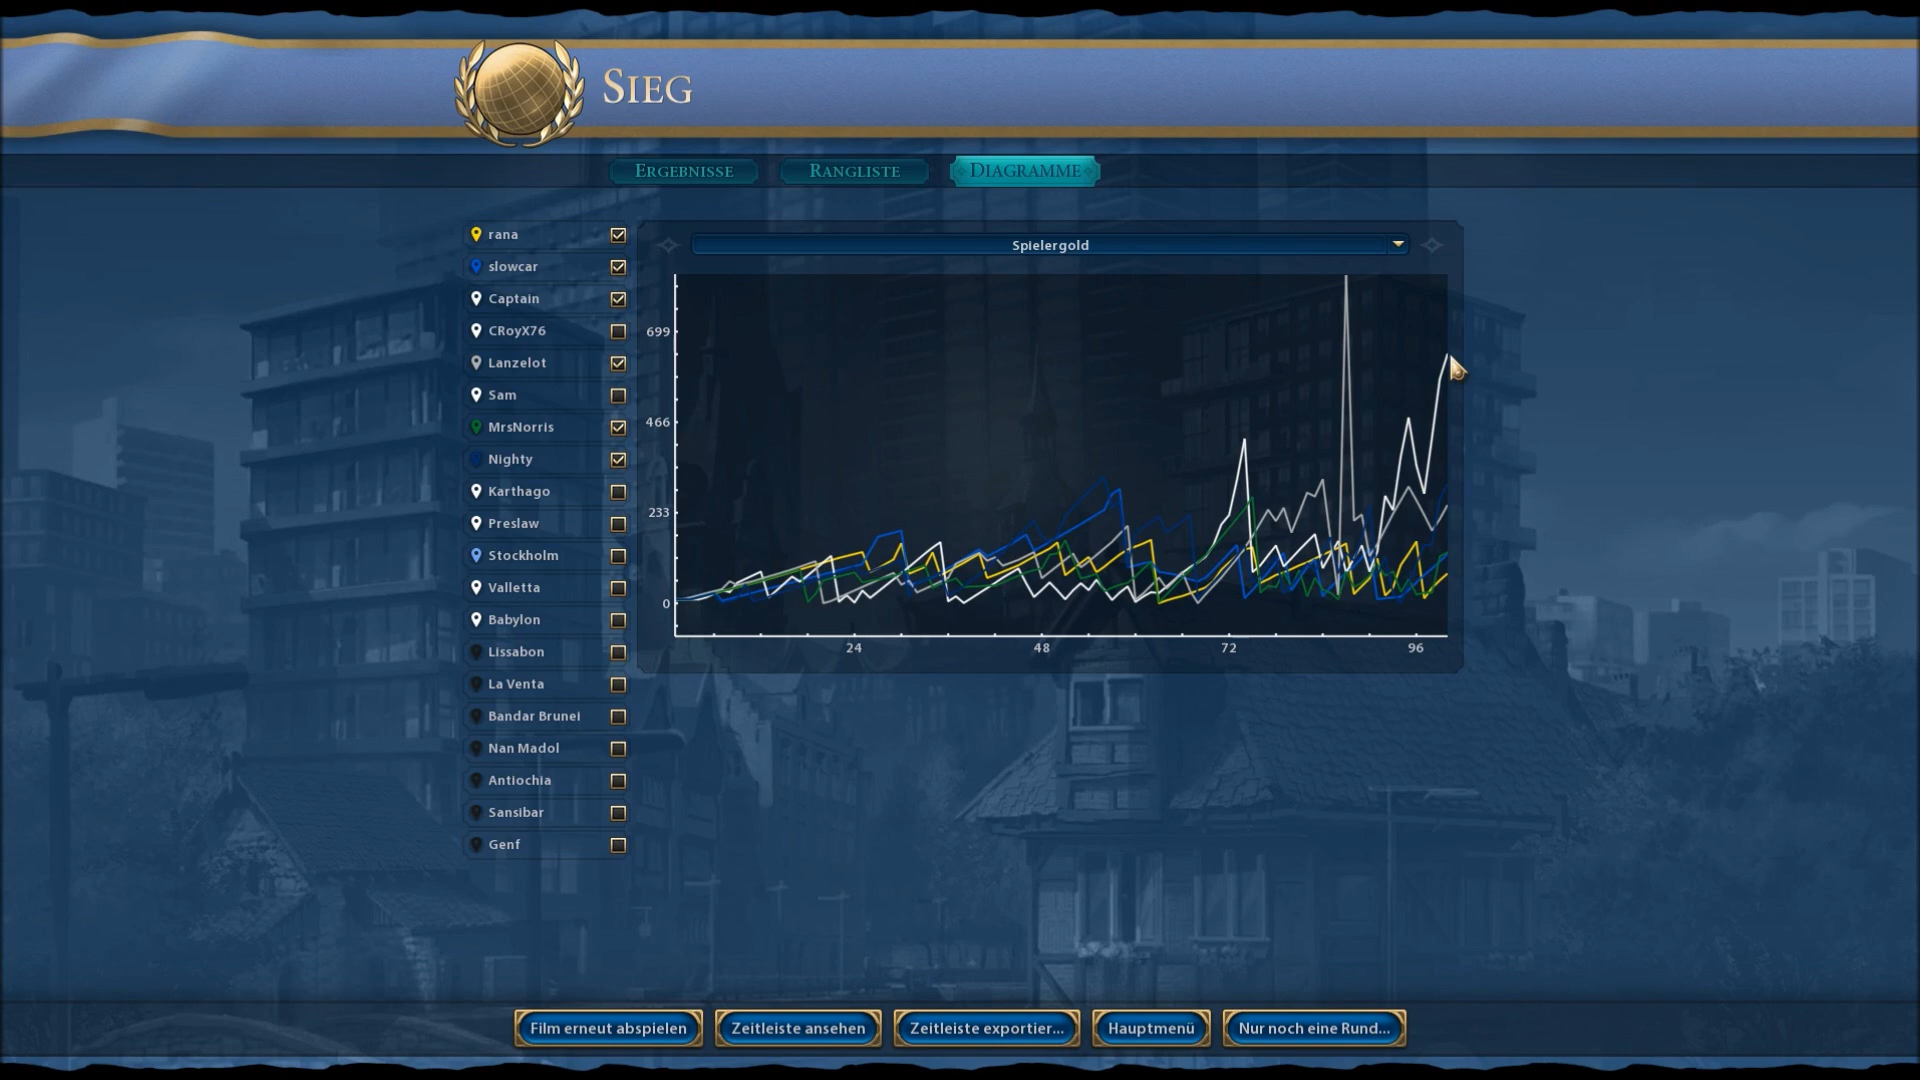 SIEG
ERGEBNISSE
RANGLISTE
DIAGRAMME
rana
slowcar
Captain
CRoyX76
Lanzelot
Sam
MrsNorris
Nighty
Karthago
Preslaw
Stockholm
Valletta
Babylon
Lissabon
La Venta
Bandar Brunei
Nan Madol
Antiochia
Sansibar
Genf
Spielergold
699
466
233
0
24 48 72 96
Film erneut abspielen
Zeitleiste ansehen
Zeitleiste exportier...
Hauptmenü
Nur noch eine Rund...